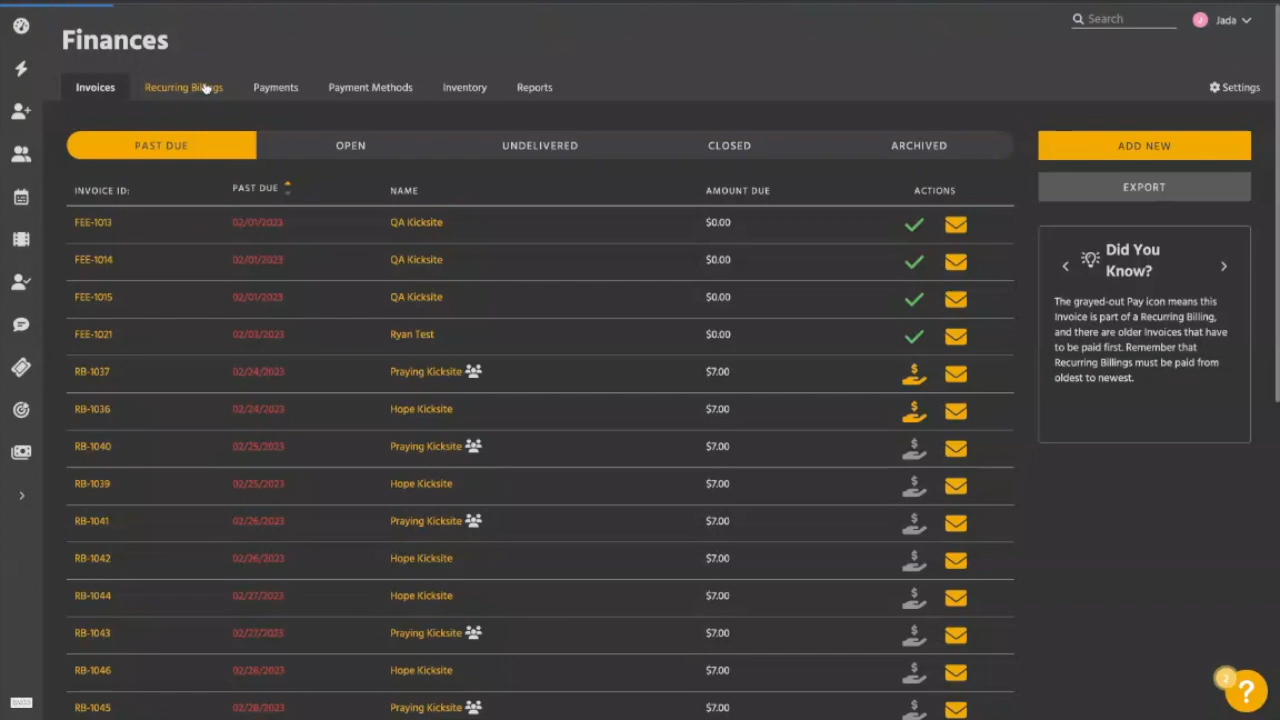 Search
Jada
Finances
Invoices Recurring Billings Payments Payment Methods Inventory Reports Settings
PAST DUE OPEN UNDELIVERED CLOSED ARCHIVED
ADD NEW
EXPORT
INVOICE ID: PAST DUE NAME AMOUNT DUE ACTIONS
FEE-1013 02/01/2023 QA Kicksite $0.00
FEE-1014 02/01/2023 QA Kicksite $0.00
FEE-1015 02/01/2023 QA Kicksite $0.00
FEE-1021 02/03/2023 Ryan Test $0.00
RB-1037 02/24/2023 Praying Kicksite $7.00
RB-1036 02/24/2023 Hope Kicksite $7.00
RB-1040 02/25/2023 Praying Kicksite $7.00
RB-1039 02/25/2023 Hope Kicksite $7.00
RB-1041 02/26/2023 Praying Kicksite $7.00
RB-1042 02/26/2023 Hope Kicksite $7.00
RB-1044 02/27/2023 Hope Kicksite $7.00
RB-1043 02/27/2023 Praying Kicksite $7.00
RB-1046 02/28/2023 Hope Kicksite $7.00
RB-1045 02/28/2023 Praying Kicksite $7.00
Did You
Know?
The grayed-out Pay icon means this
Invoice is part of a Recurring Billing,
and there are older Invoices that have
to be paid first. Remember that
Recurring Billings must be paid from
oldest to newest.
2
?